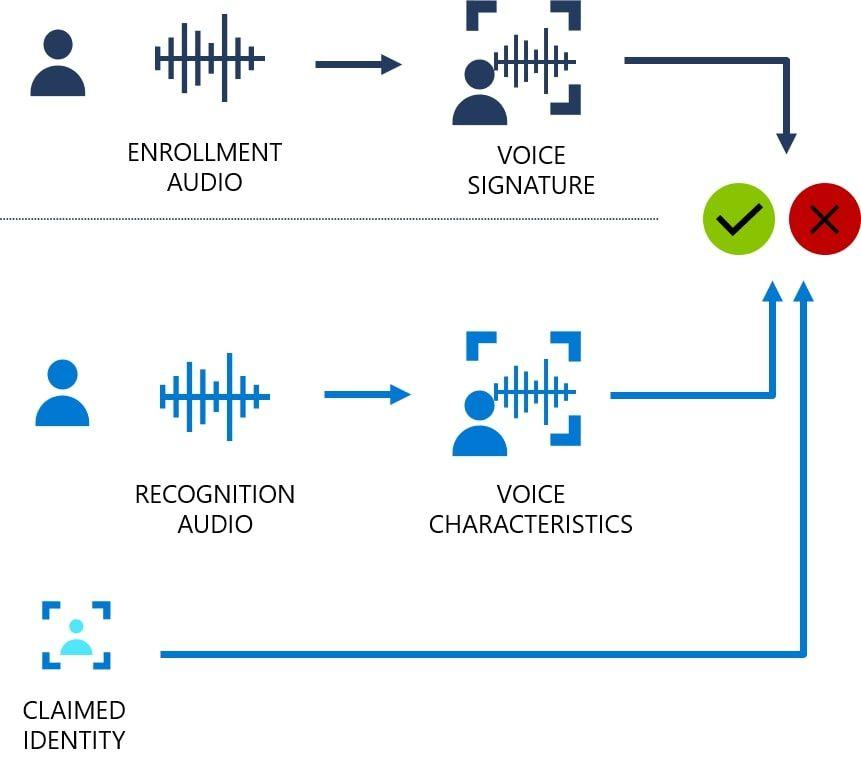 ENROLLMENT
AUDIO
VOICE
SIGNATURE
RECOGNITION
AUDIO
VOICE
CHARACTERISTICS
CLAIMED
IDENTITY